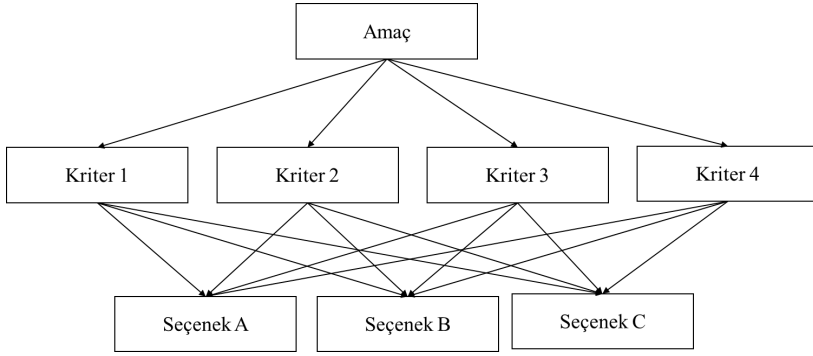 Amaç
Kriter 1
Kriter 2
Kriter 3
Kriter 4
Seçenek A
Seçenek B
Seçenek C